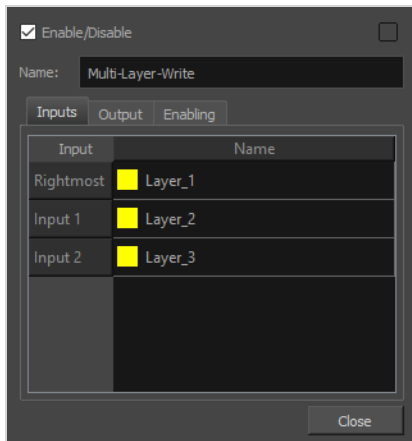 Enable/Disable
Name: Multi-Layer-Write
Inputs Output Enabling
Input Name
Rightmost Layer_1
Input 1 Layer_2
Input 2 Layer_3
Close